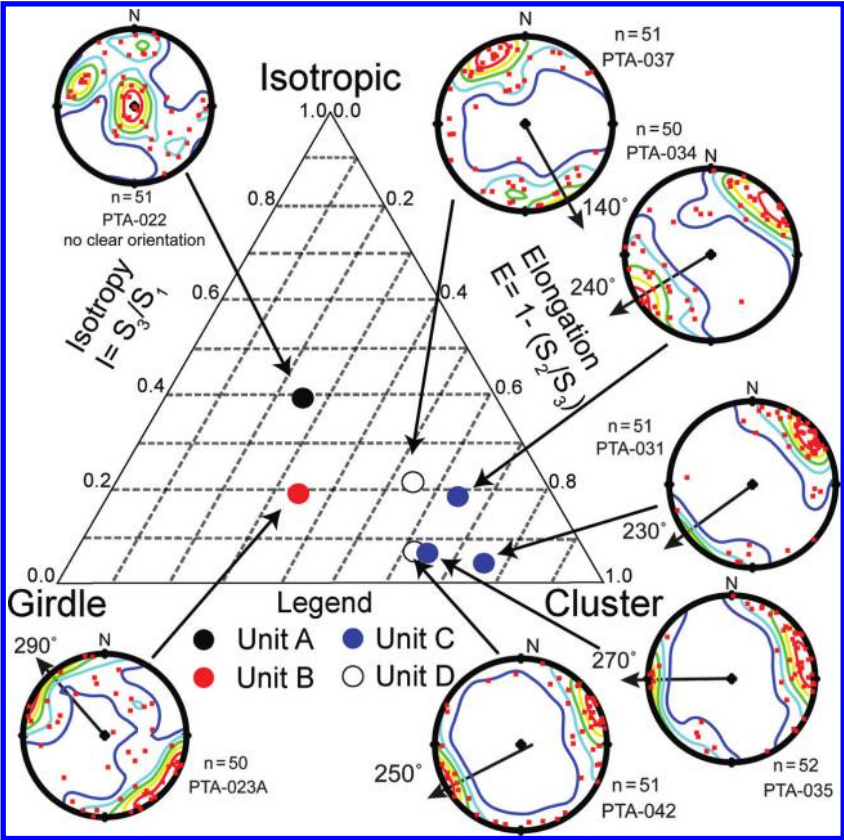 N
n=51
PTA-022
no clear orientation
Isotropic
1.0
0.0
N
n=51
PTA-037
140°
n=50
PTA-034
N
240°
0.8
0.2
Isotropy
I= S3/S1
0.6
0.4
Elongation
E= 1- (S2/S3)
0.4
0.6
n=51
PTA-031
N
230°
0.2
0.8
0.0
1.0
Girdle
Legend
Cluster
Unit A
Unit C
Unit B
Unit D
290°
N
n=50
PTA-023A
N
250°
n=51
PTA-042
N
270°
n=52
PTA-035